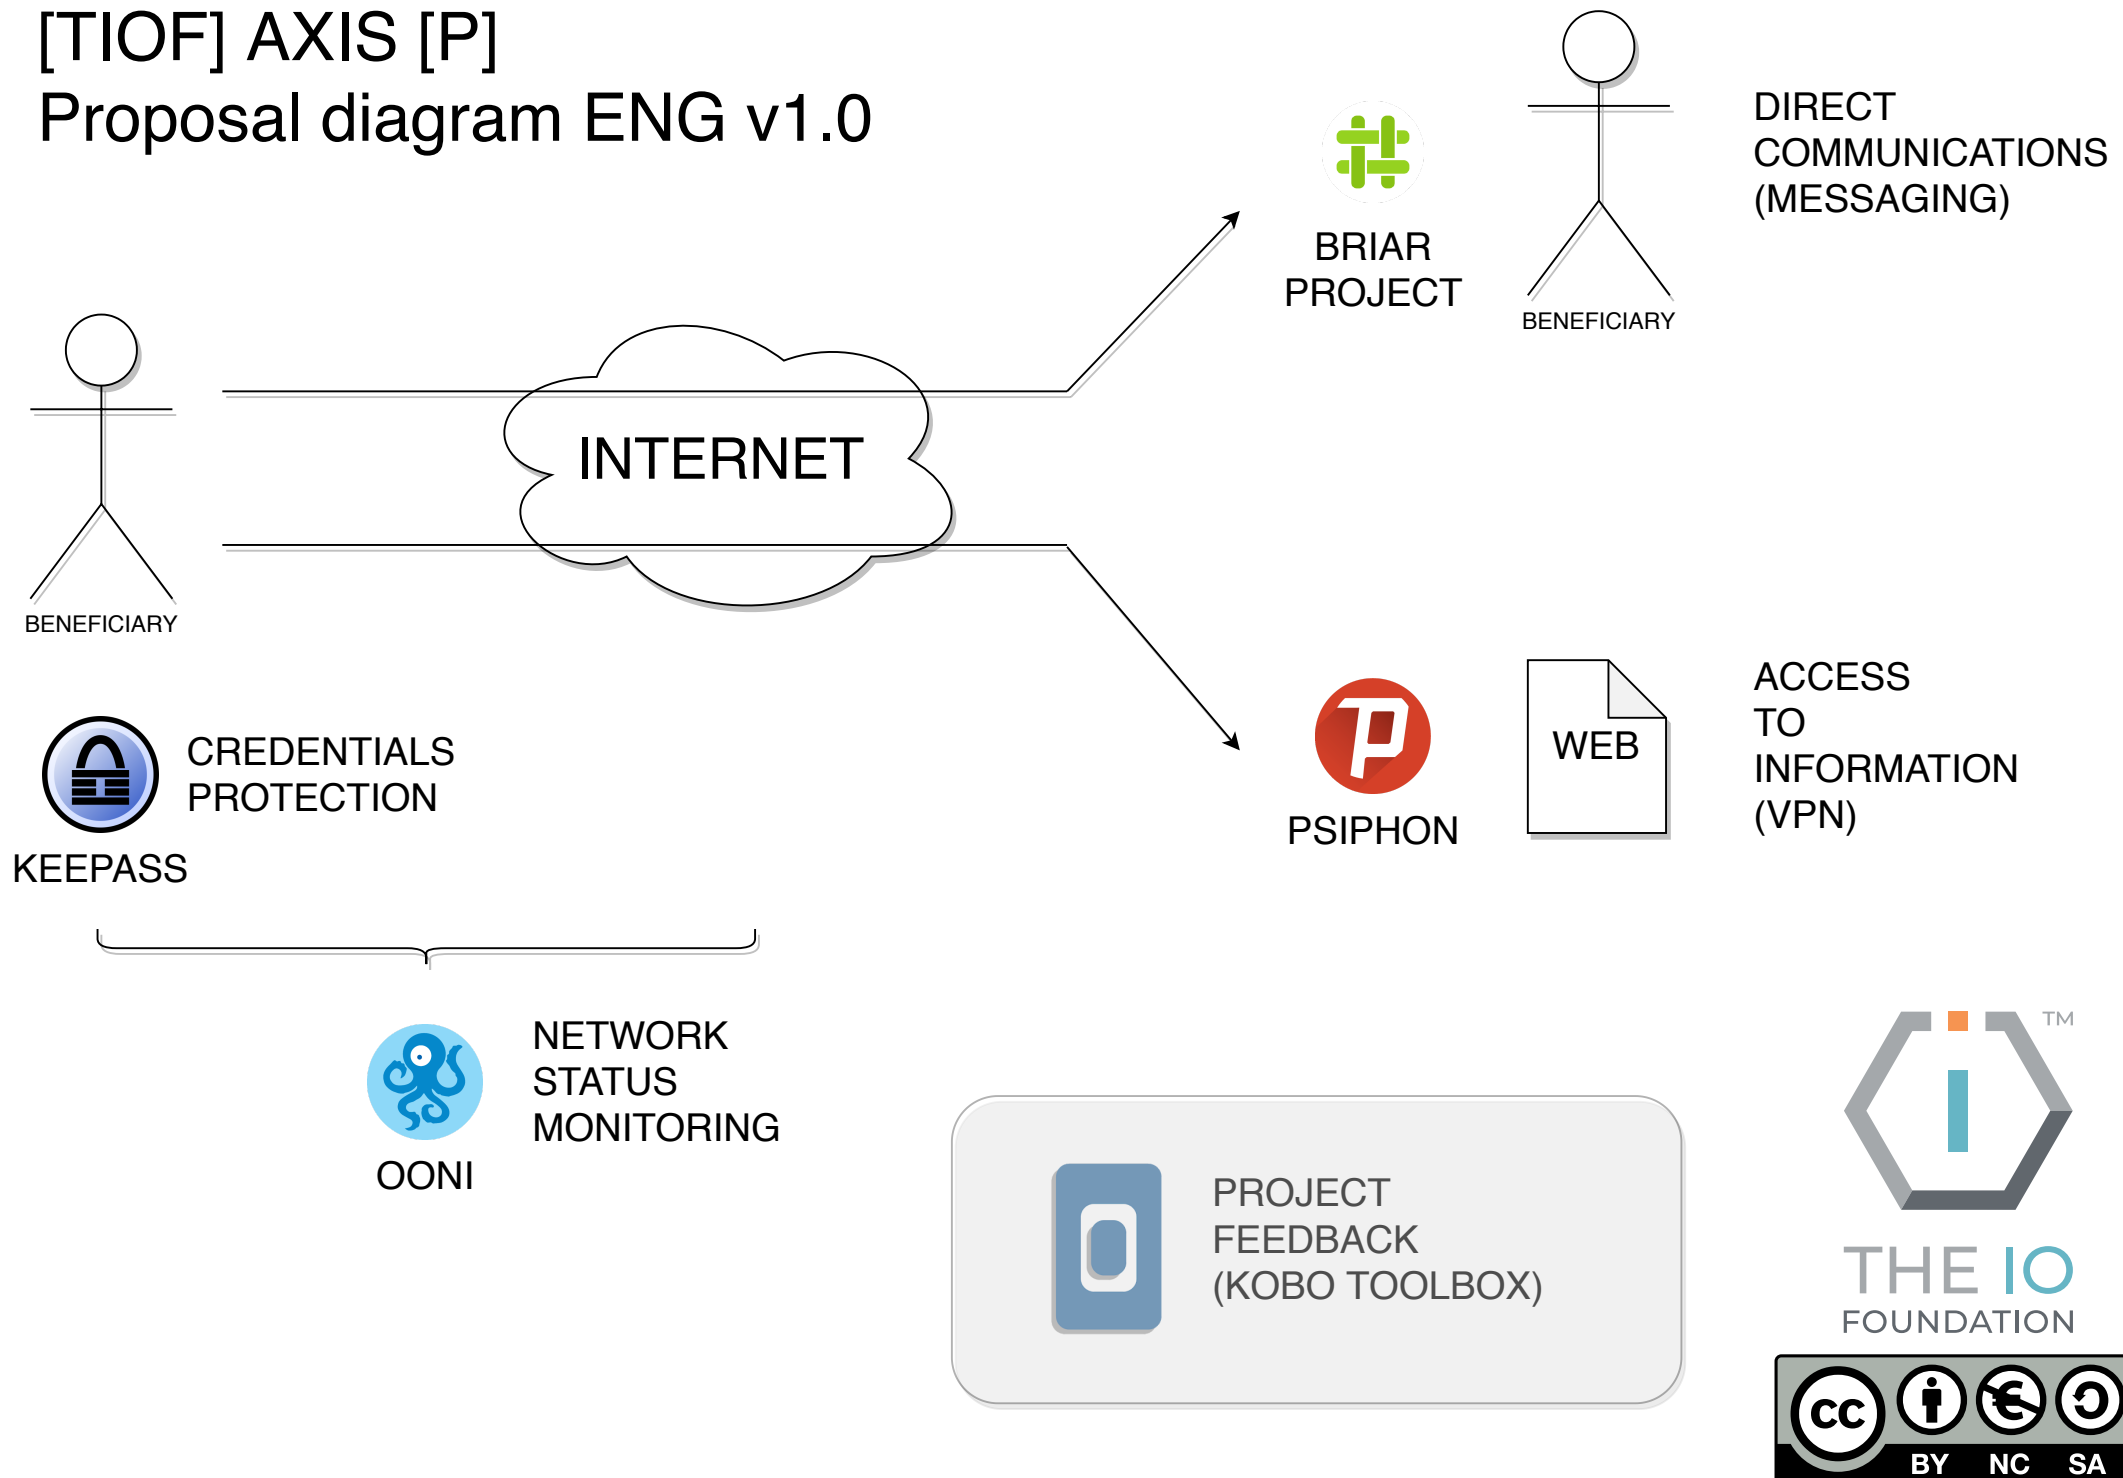 [TIOF] AXIS [P]
Proposal diagram ENG v1.0
DIRECT
COMMUNICATIONS
(MESSAGING)
BRIAR
PROJECT
BENEFICIARY
INTERNET
BENEFICIARY
CREDENTIALS
PROTECTION
KEEPASS
PSIPHON
WEB
ACCESS
TO
INFORMATION
(VPN)
NETWORK
STATUS
MONITORING
OONI
PROJECT
FEEDBACK
(KOBO TOOLBOX)
TM
THE IO
FOUNDATION
cc
BY NC SA